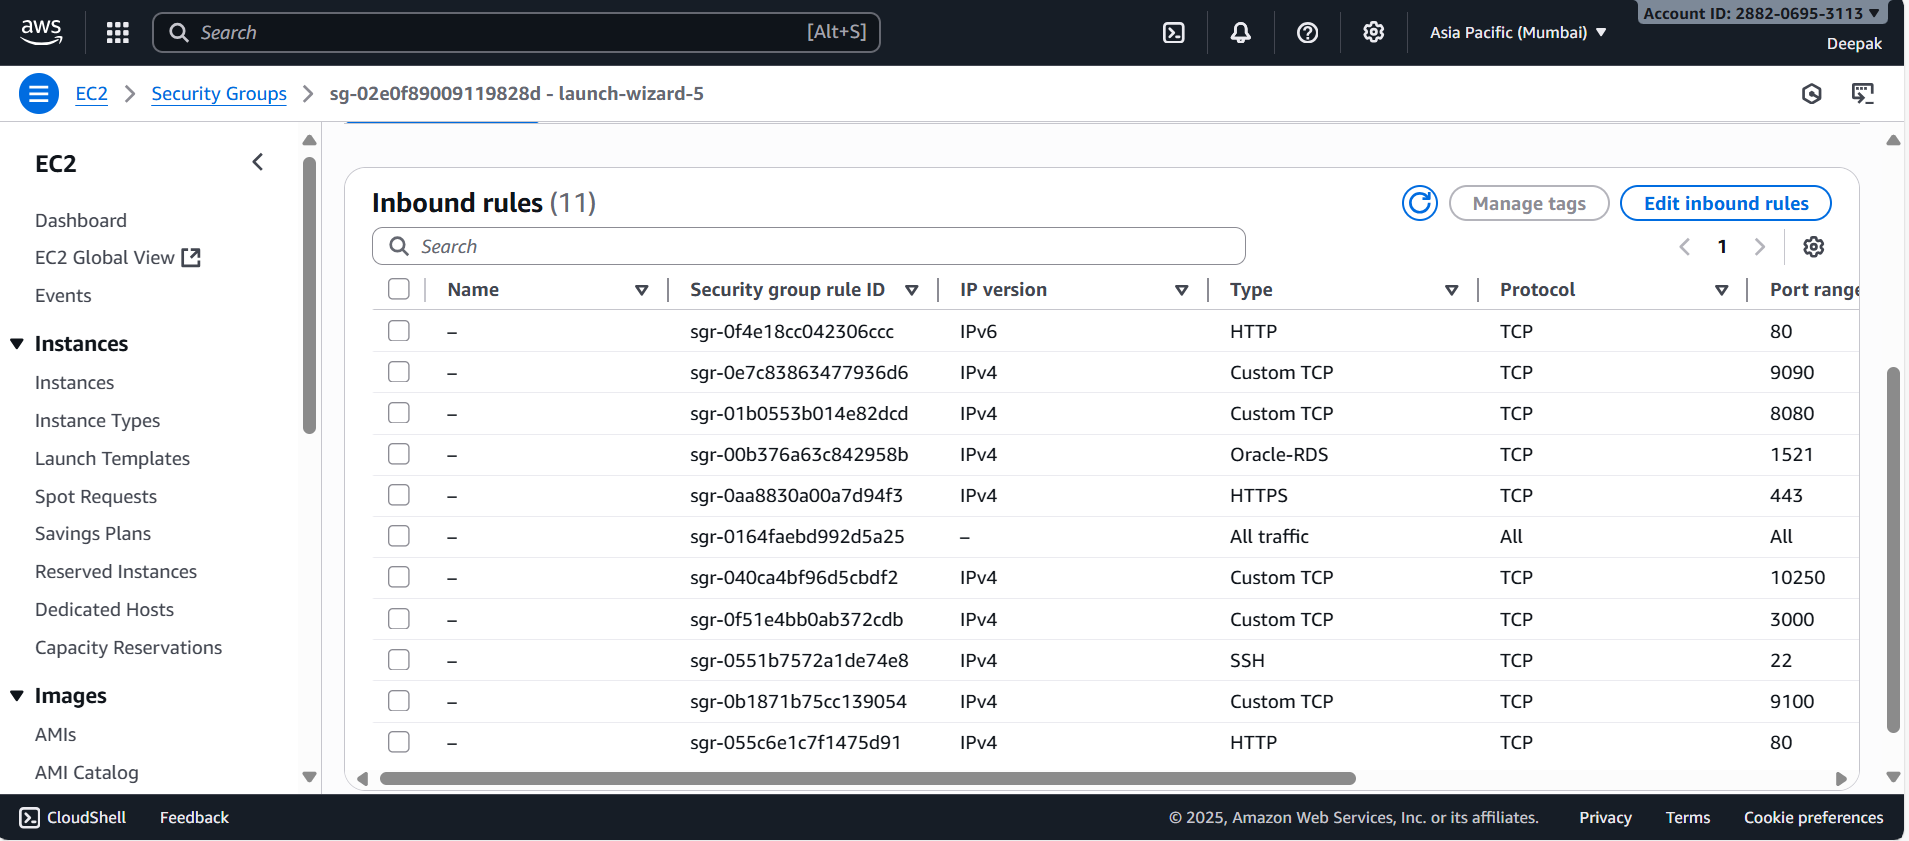 aws
Search [Alt+S]
Asia Pacific (Mumbai) ▼
Account ID: 2882-0695-3113 ▼
Deepak
EC2 > Security Groups > sg-02e0f89009119828d - launch-wizard-5
EC2
Dashboard
EC2 Global View
Events
Instances
Instances
Instance Types
Launch Templates
Spot Requests
Savings Plans
Reserved Instances
Dedicated Hosts
Capacity Reservations
Images
AMIs
AMI Catalog
Inbound rules (11)
Manage tags
Edit inbound rules
Search
1
Name Security group rule ID IP version Type Protocol Port range
– sgr-0f4e18cc042306ccc IPv6 HTTP TCP 80
– sgr-0e7c83863477936d6 IPv4 Custom TCP TCP 9090
– sgr-01b0553b014e82dcd IPv4 Custom TCP TCP 8080
– sgr-00b376a63c842958b IPv4 Oracle-RDS TCP 1521
– sgr-0aa8830a00a7d94f3 IPv4 HTTPS TCP 443
– sgr-0164faebd992d5a25 – All traffic All All
– sgr-040ca4bf96d5cbdf2 IPv4 Custom TCP TCP 10250
– sgr-0f51e4bb0ab372cdb IPv4 Custom TCP TCP 3000
– sgr-0551b7572a1de74e8 IPv4 SSH TCP 22
– sgr-0b1871b75cc139054 IPv4 Custom TCP TCP 9100
– sgr-055c6e1c7f1475d91 IPv4 HTTP TCP 80
CloudShell Feedback © 2025, Amazon Web Services, Inc. or its affiliates. Privacy Terms Cookie preferences